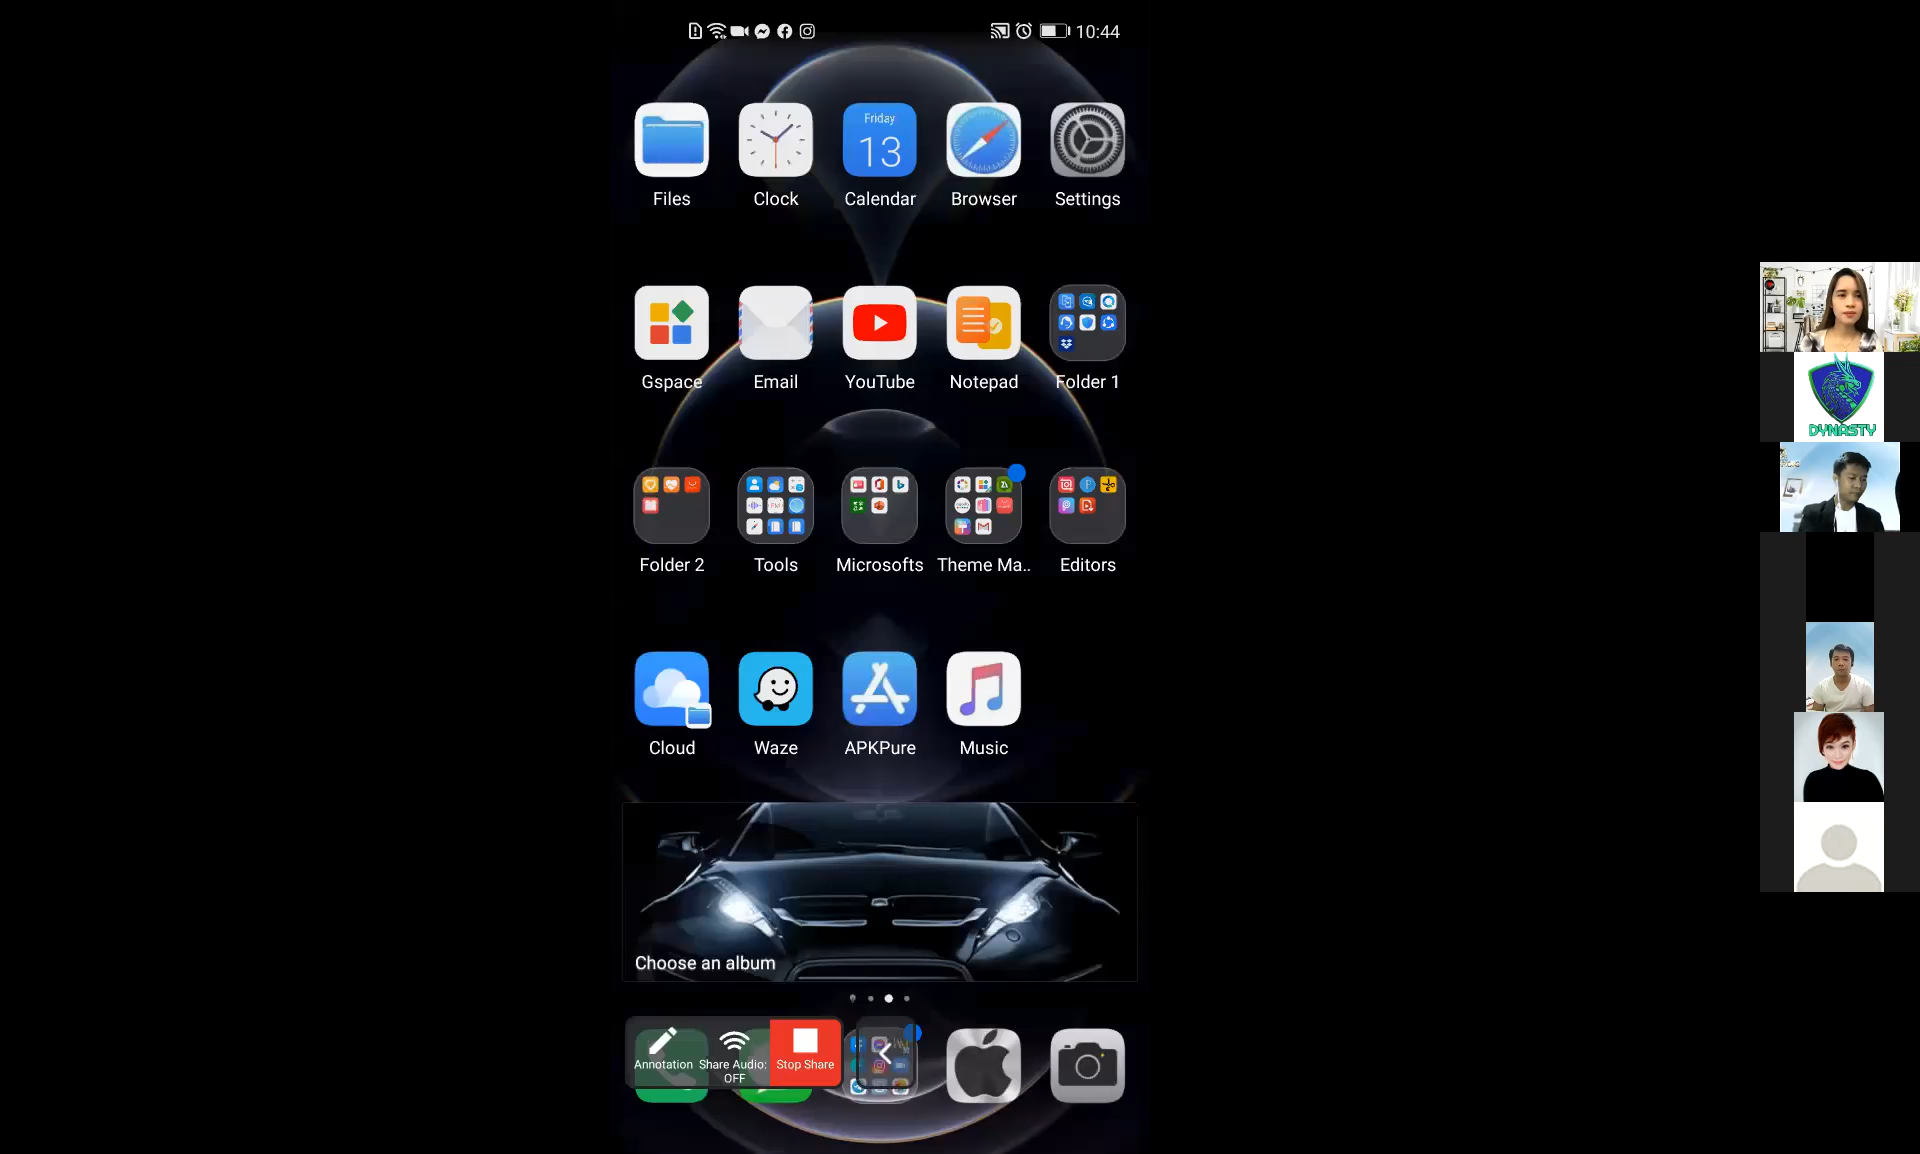 10:44
Friday
13
Files
Clock
Calendar
Browser
Settings
Gspace
Email
YouTube
Notepad
Folder 1
Folder 2
Tools
Microsofts
Theme Ma..
Editors
Cloud
Waze
APKPure
Music
Choose an album
Annotation
Share Audio:
OFF
Stop Share
DYNASTY